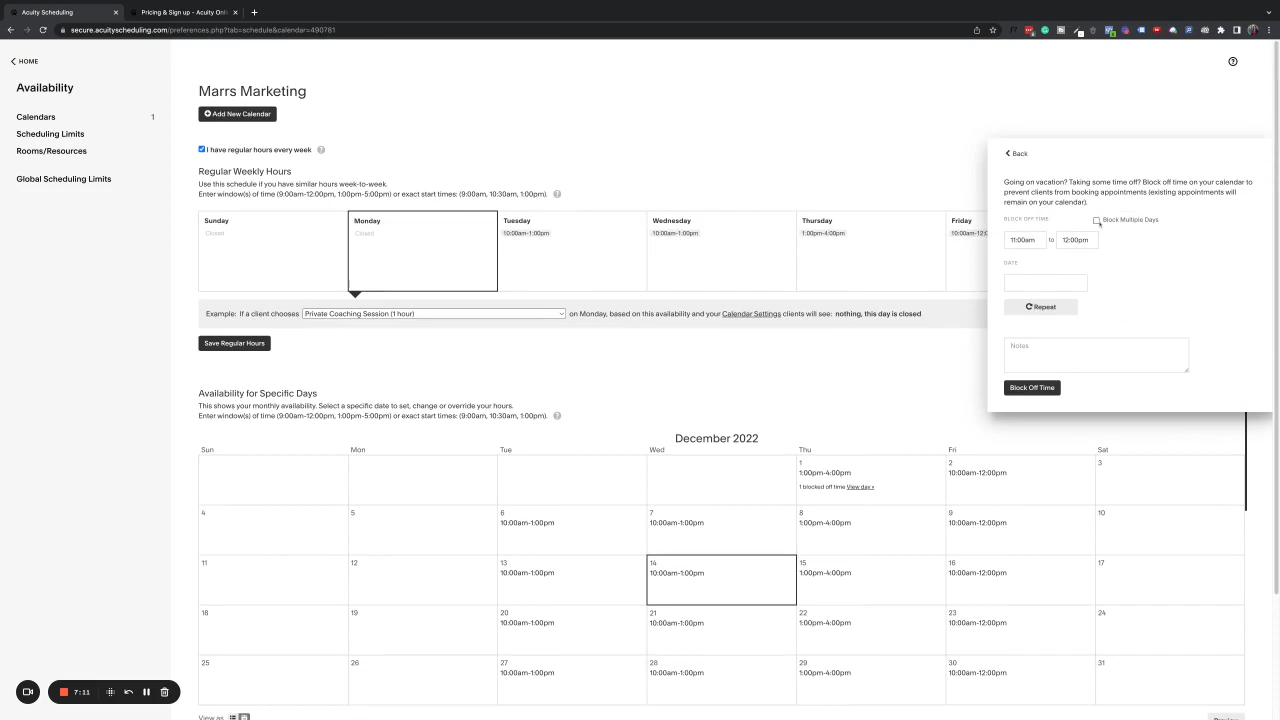 Acuity Scheduling
Pricing & Sign up - Acuity Onli
secure.acuityscheduling.com/preferences.php?tab=schedule&calendar=490781
HOME
Availability
Calendars 1
Scheduling Limits
Rooms/Resources
Global Scheduling Limits
Marrs Marketing
Add New Calendar
I have regular hours every week
Regular Weekly Hours
Use this schedule if you have similar hours week-to-week.
Enter window(s) of time (9:00am-12:00pm, 1:00pm-5:00pm) or exact start times: (9:00am, 10:30am, 1:00pm).
Sunday Monday Tuesday Wednesday Thursday Friday
Closed Closed 10:00am-1:00pm 10:00am-1:00pm 1:00pm-4:00pm 10:00am-12:0
Example: If a client chooses Private Coaching Session (1 hour) on Monday, based on this availability and your Calendar Settings clients will see: nothing, this day is closed
Save Regular Hours
Back
Going on vacation? Taking some time off? Block off time on your calendar to
prevent clients from booking appointments (existing appointments will
remain on your calendar).
BLOCK OFF TIME Block Multiple Days
11:00am to 12:00pm
DATE
Repeat
Notes
Block Off Time
Availability for Specific Days
This shows your monthly availability. Select a specific date to set, change or override your hours.
Enter window(s) of time (9:00am-12:00pm, 1:00pm-5:00pm) or exact start times: (9:00am, 10:30am, 1:00pm).
December 2022
Sun Mon Tue Wed Thu Fri Sat
1 2 3
1:00pm-4:00pm 10:00am-12:00pm
1 blocked off time View day »
4 5 6 7 8 9 10
10:00am-1:00pm 10:00am-1:00pm 1:00pm-4:00pm 10:00am-12:00pm
11 12 13 14 15 16 17
10:00am-1:00pm 10:00am-1:00pm 1:00pm-4:00pm 10:00am-12:00pm
18 19 20 21 22 23 24
10:00am-1:00pm 10:00am-1:00pm 1:00pm-4:00pm 10:00am-12:00pm
25 26 27 28 29 30 31
10:00am-1:00pm 10:00am-1:00pm 1:00pm-4:00pm 10:00am-12:00pm
7:11
View as